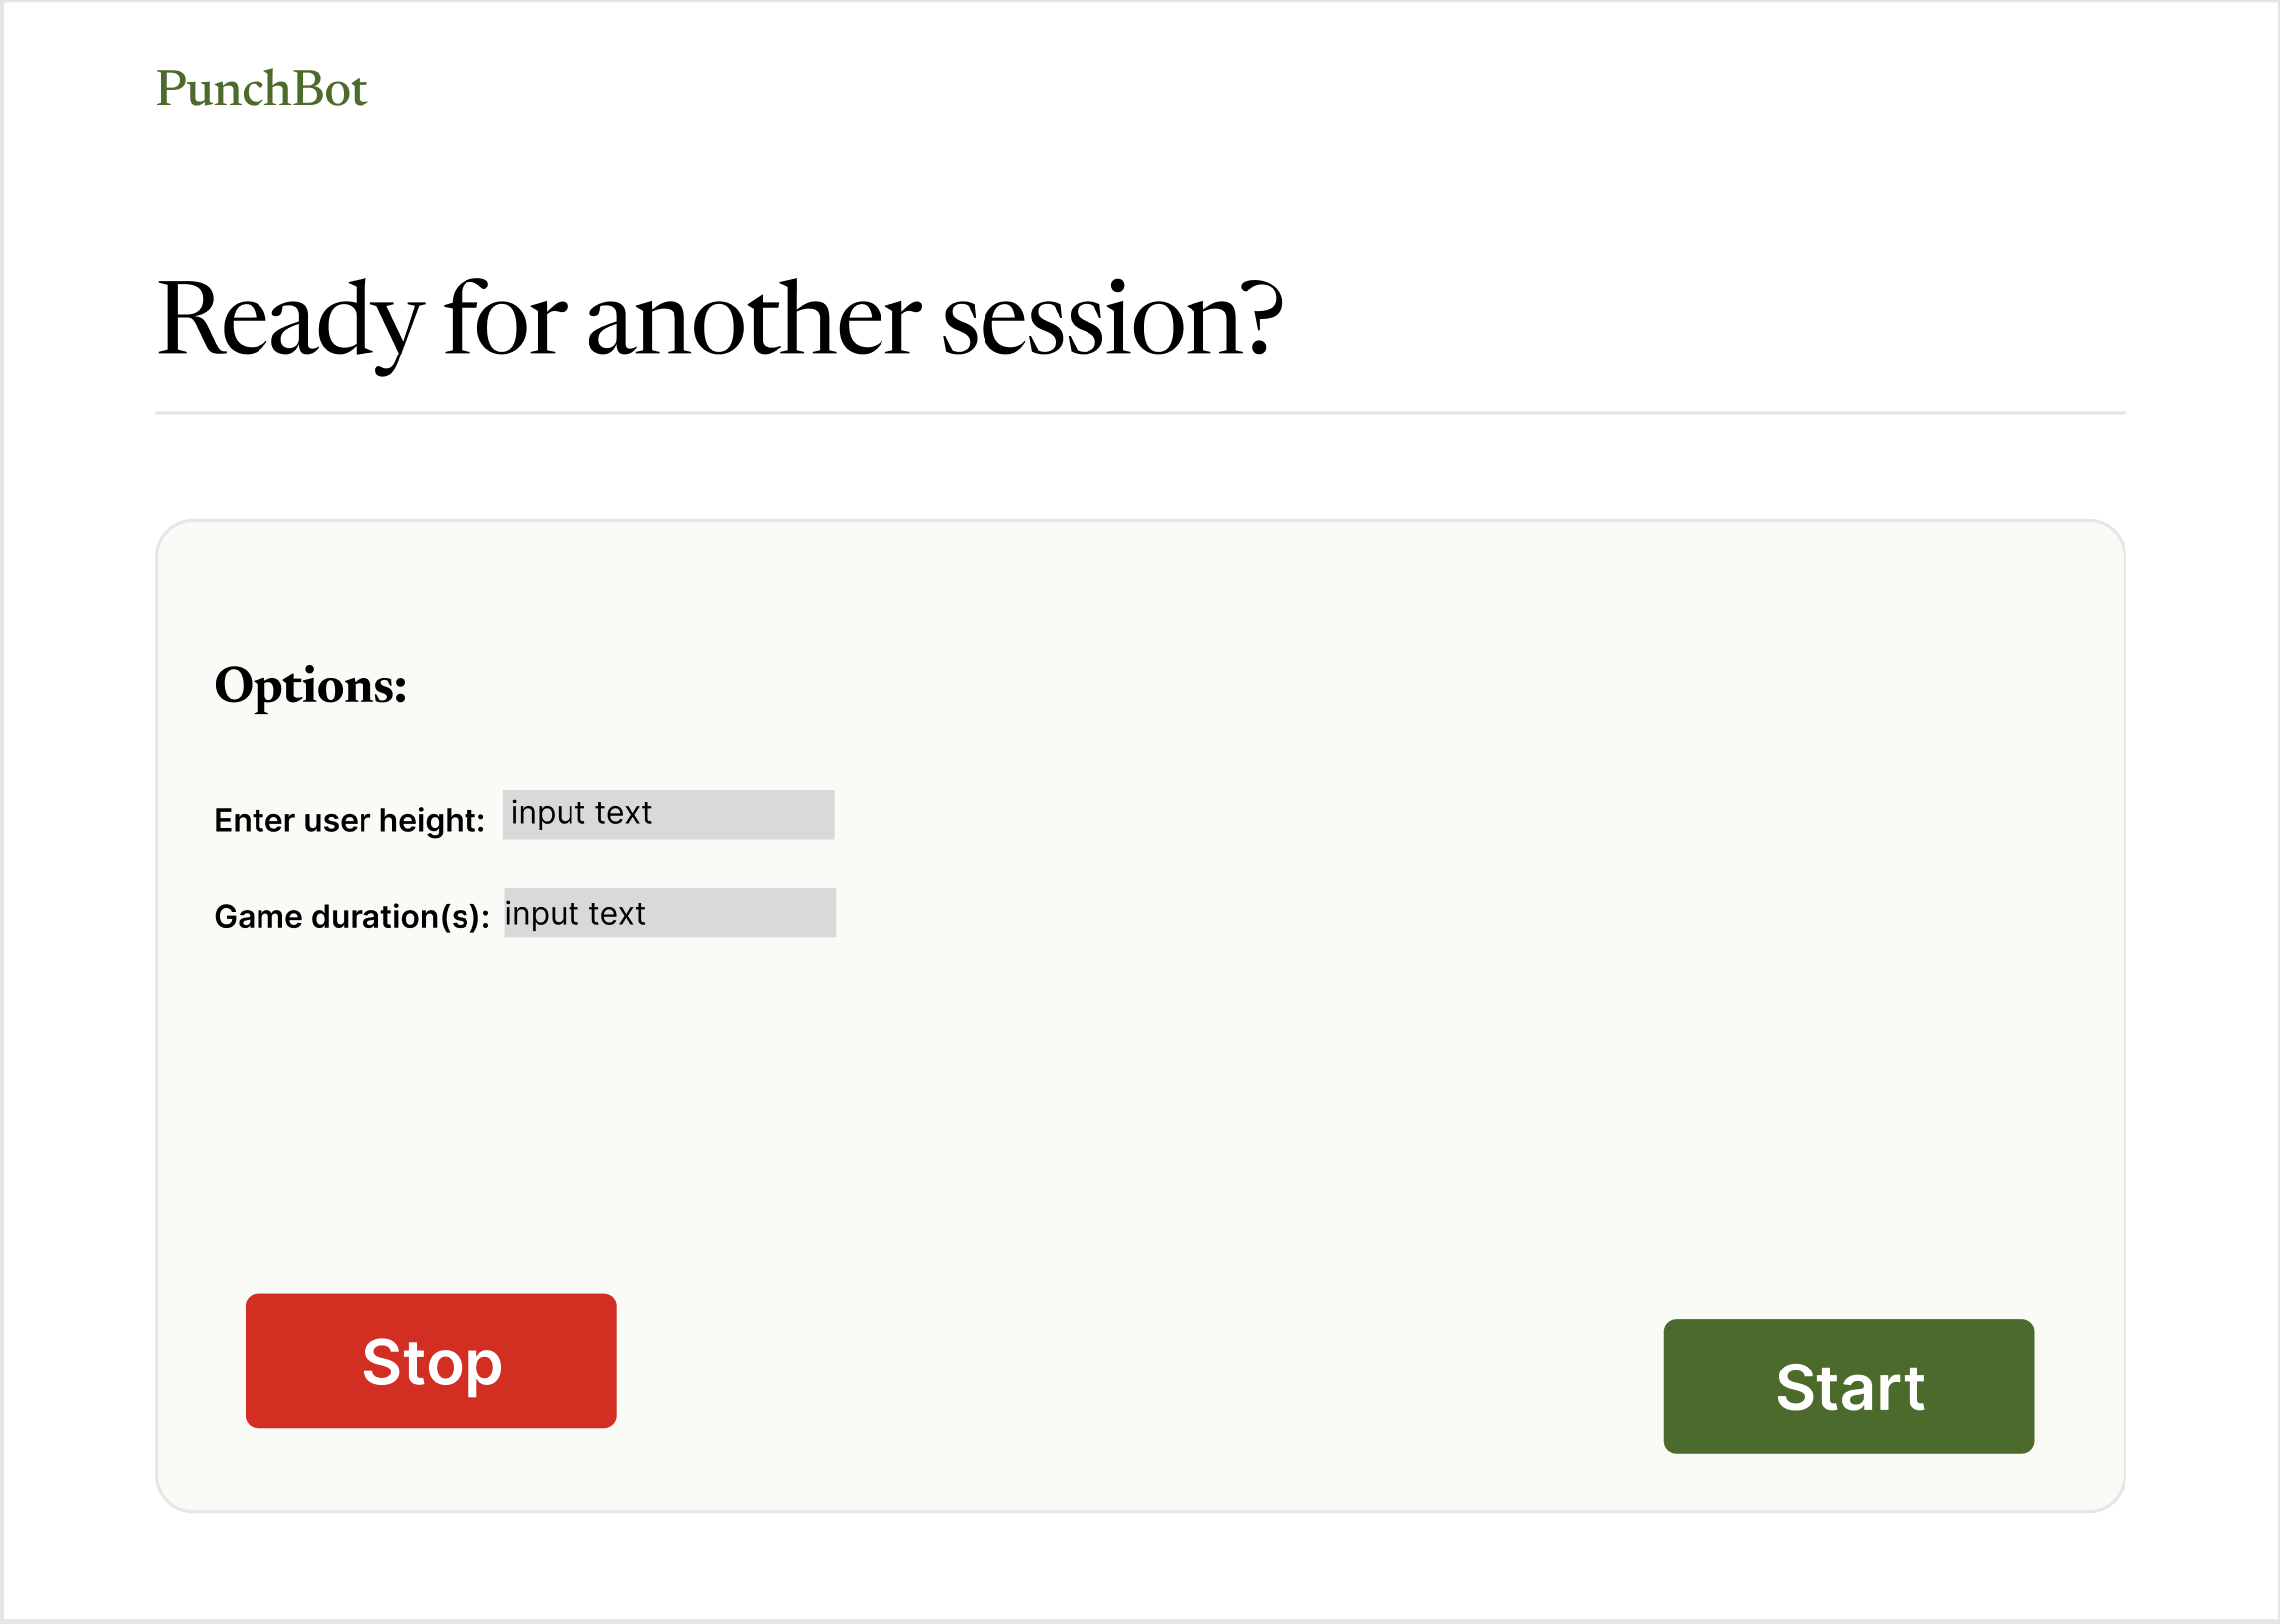 PunchBot
Ready for another session?
Options:
Enter user height: input text
Game duration(s): input text
Stop
Start